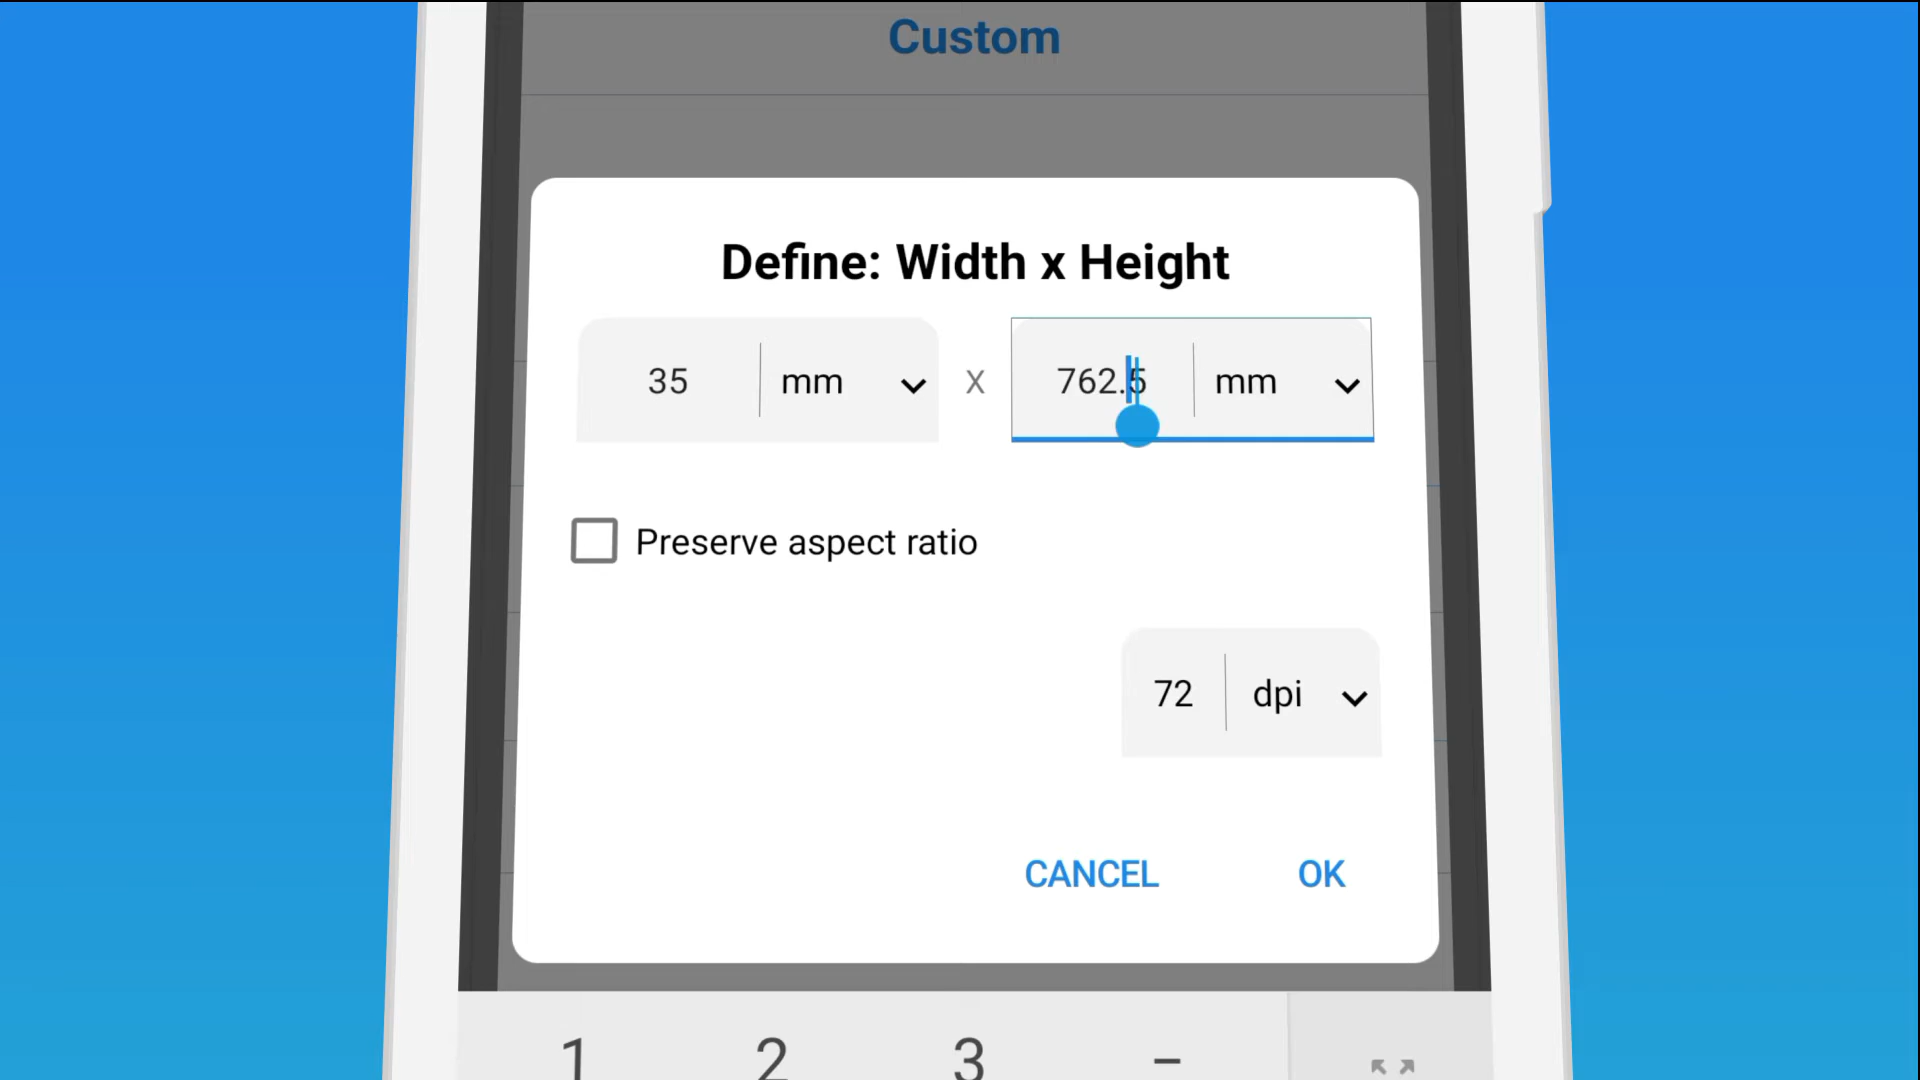 Custom
Define: Width x Height
35 mm X 762.5 mm
Preserve aspect ratio
72 dpi
CANCEL OK
1 2 3 –